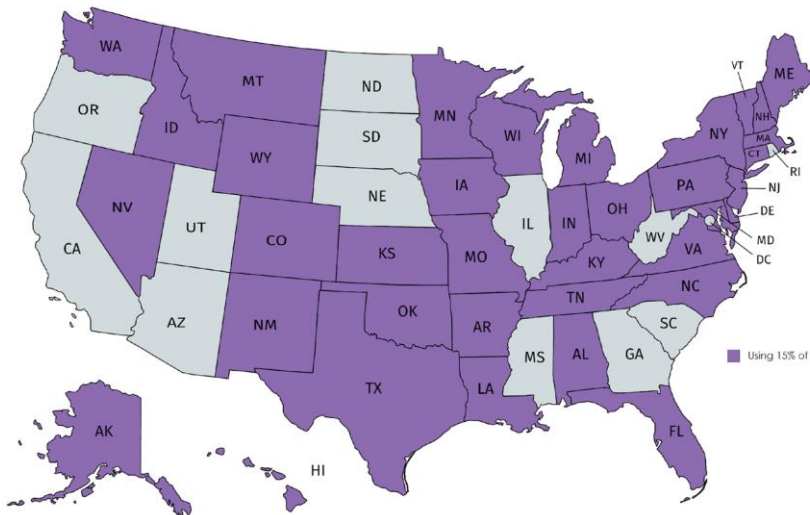 WA
MT
ND
MN
VT
ME
OR
ID
SD
WI
MI
NY
NH
MA
CT
RI
WY
NE
IA
PA
NJ
NV
UT
CO
IL
IN
OH
DE
MD
DC
CA
KS
MO
WV
VA
KY
NC
TN
AZ
NM
OK
AR
SC
MS
AL
GA
Using 15% of
TX
LA
FL
AK
HI